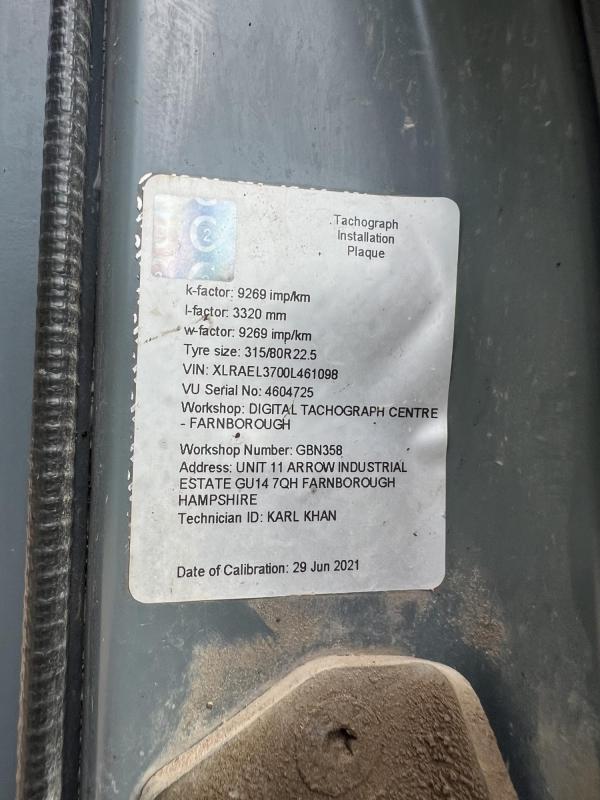 2
Tachograph
Installation
Plaque
k-factor: 9269 imp/km
l-factor: 3320 mm
w-factor: 9269 imp/km
Tyre size: 315/80R22.5
VIN: XLRAEL3700L461098
VU Serial No: 4604725
Workshop: DIGITAL TACHOGRAPH CENTRE
- FARNBOROUGH
Workshop Number: GBN358
Address: UNIT 11 ARROW INDUSTRIAL
ESTATE GU14 7QH FARNBOROUGH
HAMPSHIRE
Technician ID: KARL KHAN
Date of Calibration: 29 Jun 2021